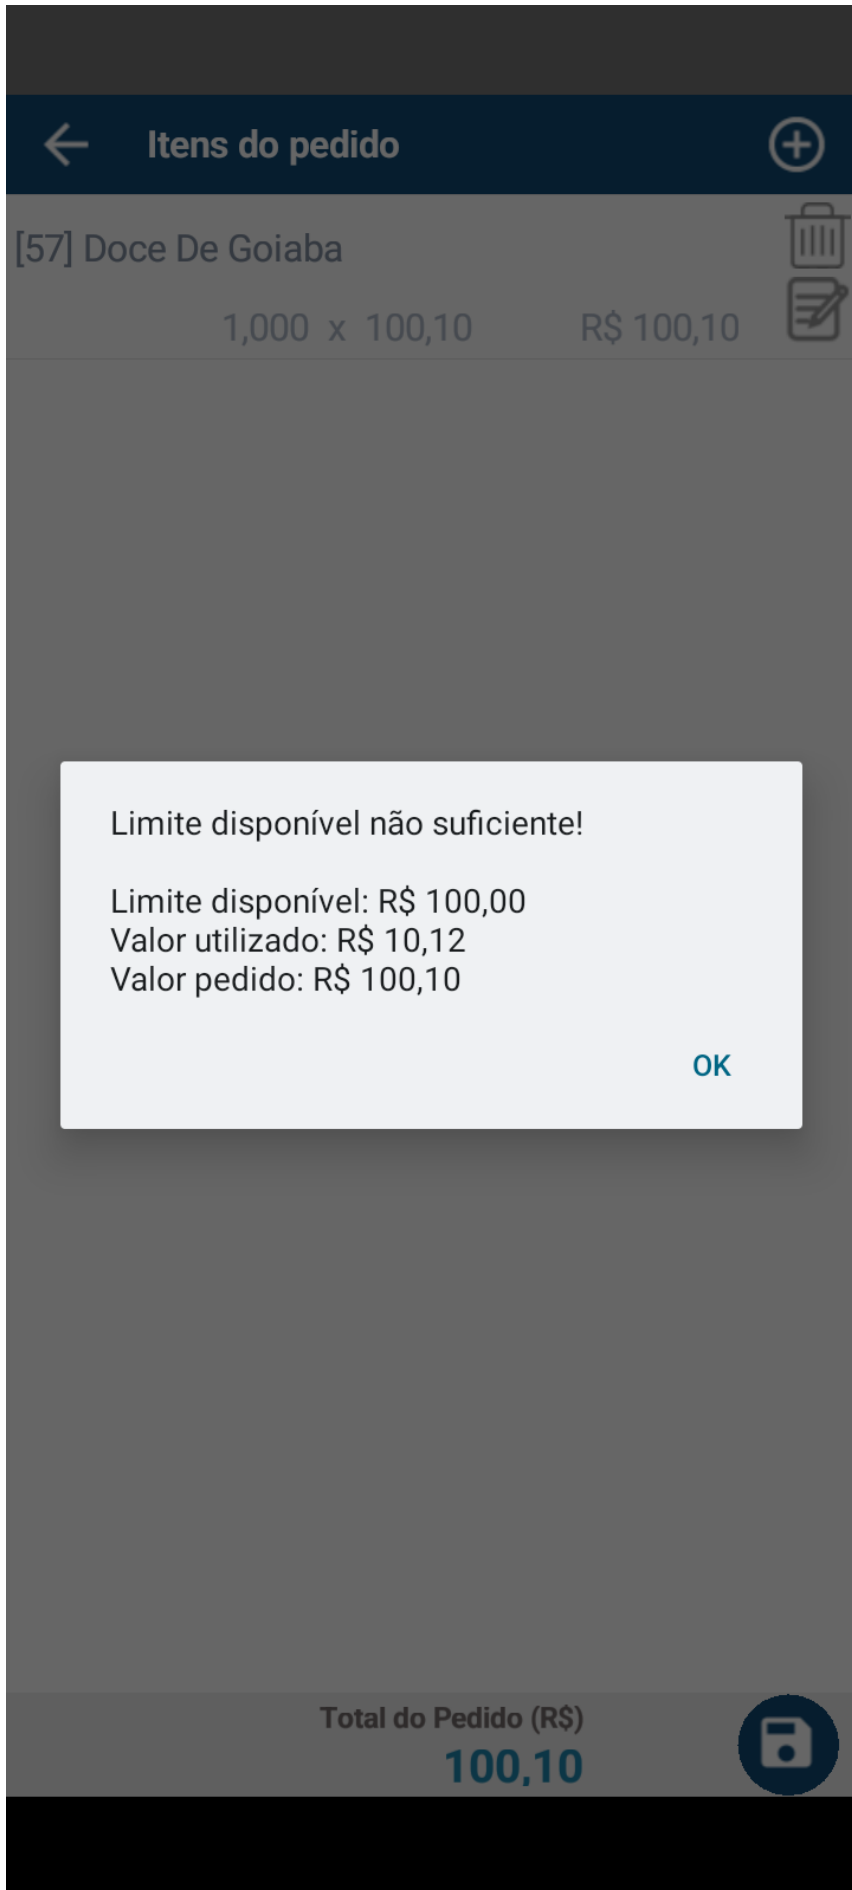 Itens do pedido
[57] Doce De Goiaba
1,000 x 100,10 R$ 100,10
Limite disponível não suficiente!
Limite disponível: R$ 100,00
Valor utilizado: R$ 10,12
Valor pedido: R$ 100,10
OK
Total do Pedido (R$)
100,10